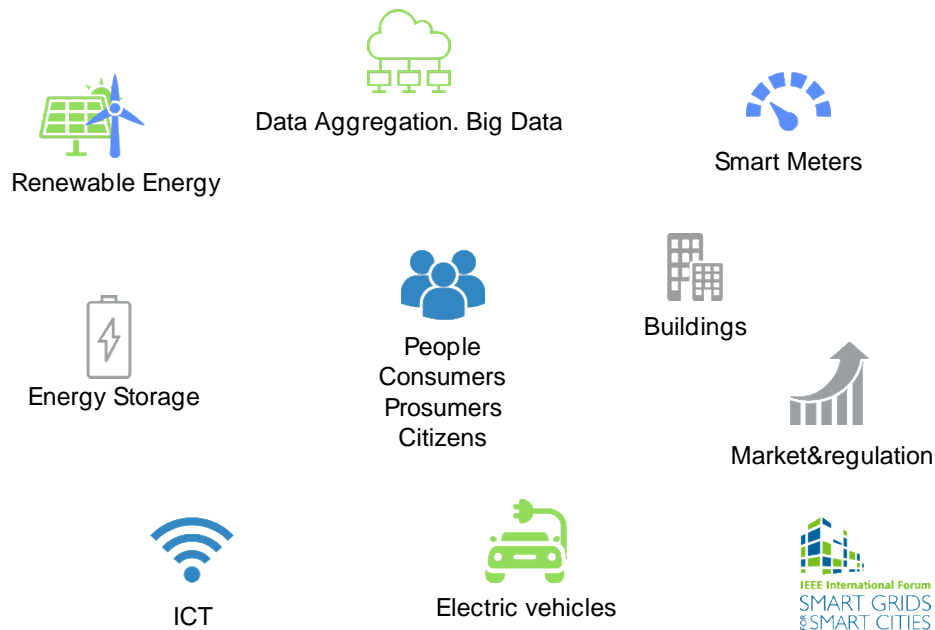 Data Aggregation. Big Data
Smart Meters
Renewable Energy
Buildings
People
Consumers
Prosumers
Citizens
Energy Storage
Market&regulation
ICT
Electric vehicles
IEEE International Forum
SMART GRIDS
FOR SMART CITIES